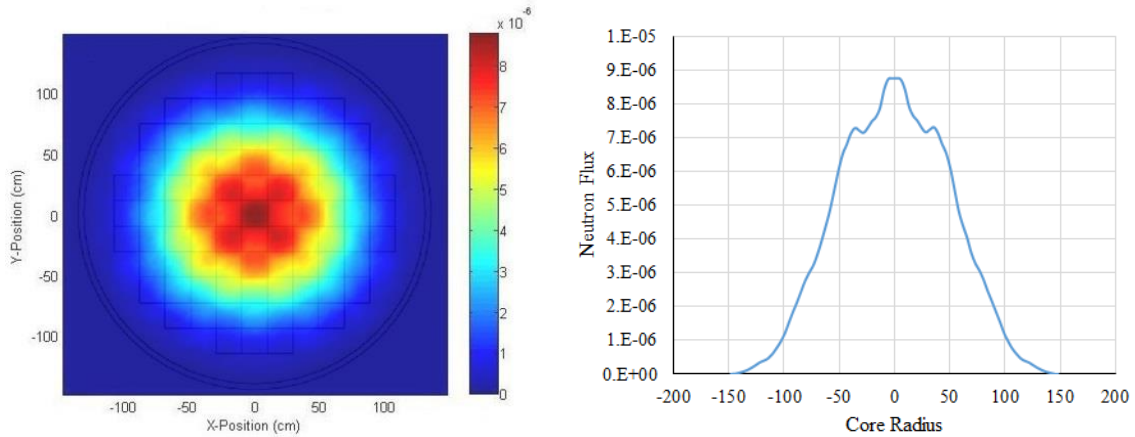 x 10⁻⁶
8
7
6
5
4
3
2
1
0
100
50
0
-50
-100
Y-Position (cm)
-100 -50 0 50 100
X-Position (cm)
1.E-05
9.E-06
8.E-06
7.E-06
6.E-06
5.E-06
4.E-06
3.E-06
2.E-06
1.E-06
0.E+00
Neutron Flux
-200 -150 -100 -50 0 50 100 150 200
Core Radius